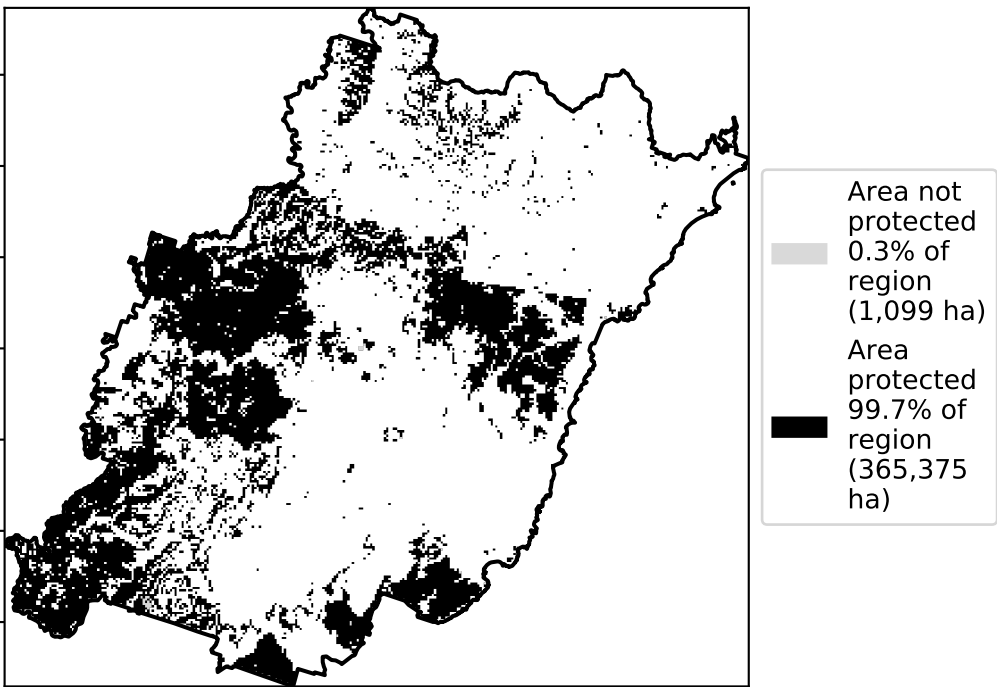 Area not
protected
0.3% of
region
(1,099 ha)
Area
protected
99.7% of
region
(365,375
ha)